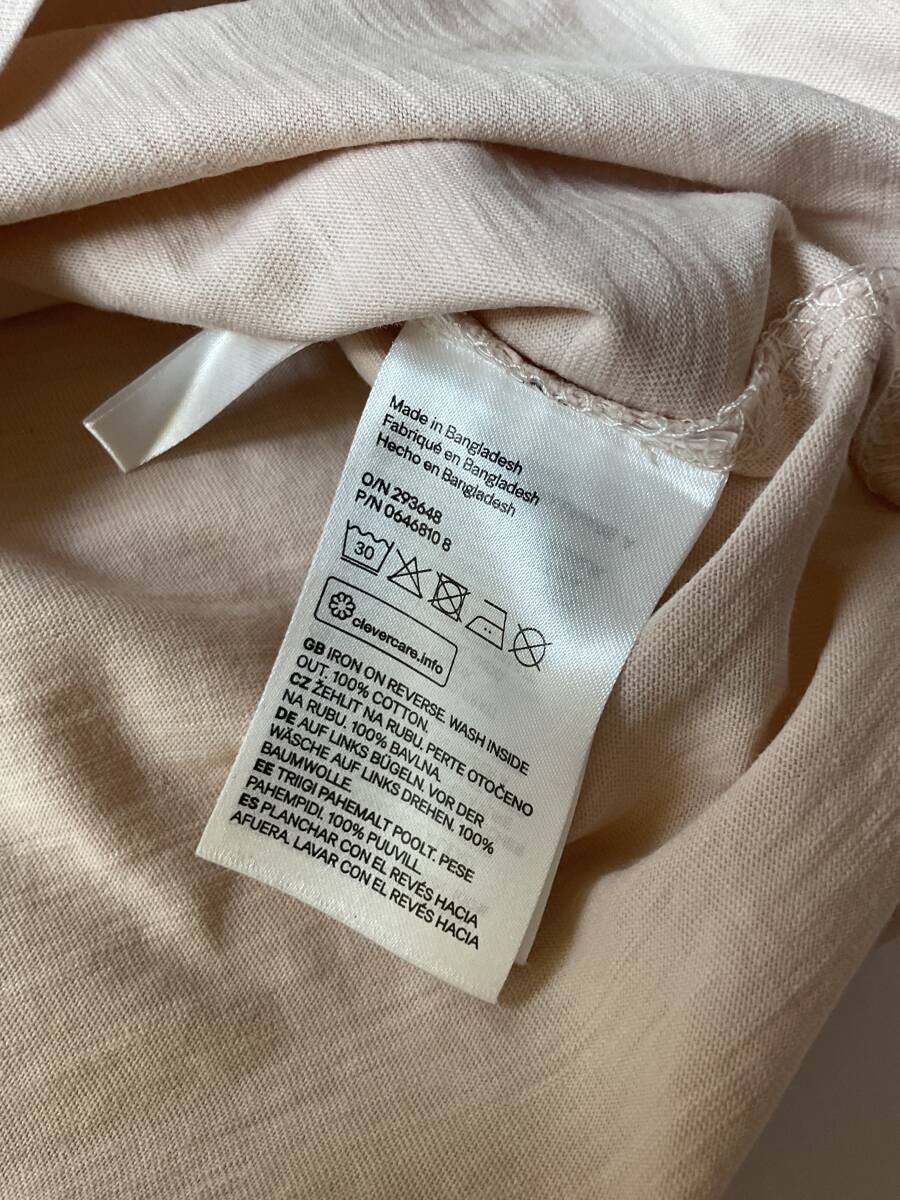 Made in Bangladesh
Fabriqué en Bangladesh
Hecho en Bangladesh
O/N 293648
P/N 0646810 8
30
clevercare.info
GB IRON ON REVERSE. WASH INSIDE
OUT. 100% COTTON.
CZ ŽEHLIT NA RUBU. PERTE OTOČENO
NA RUBU. 100% BAVLNA.
DE AUF LINKS BÜGELN. VOR DER
WÄSCHE AUF LINKS DREHEN. 100%
BAUMWOLLE.
EE TRIIGI PAHEMALT POOLT. PESE
PAHEMPIDI. 100% PUUVILL.
ES PLANCHAR CON EL REVÉS HACIA
AFUERA. LAVAR CON EL REVÉS HACIA